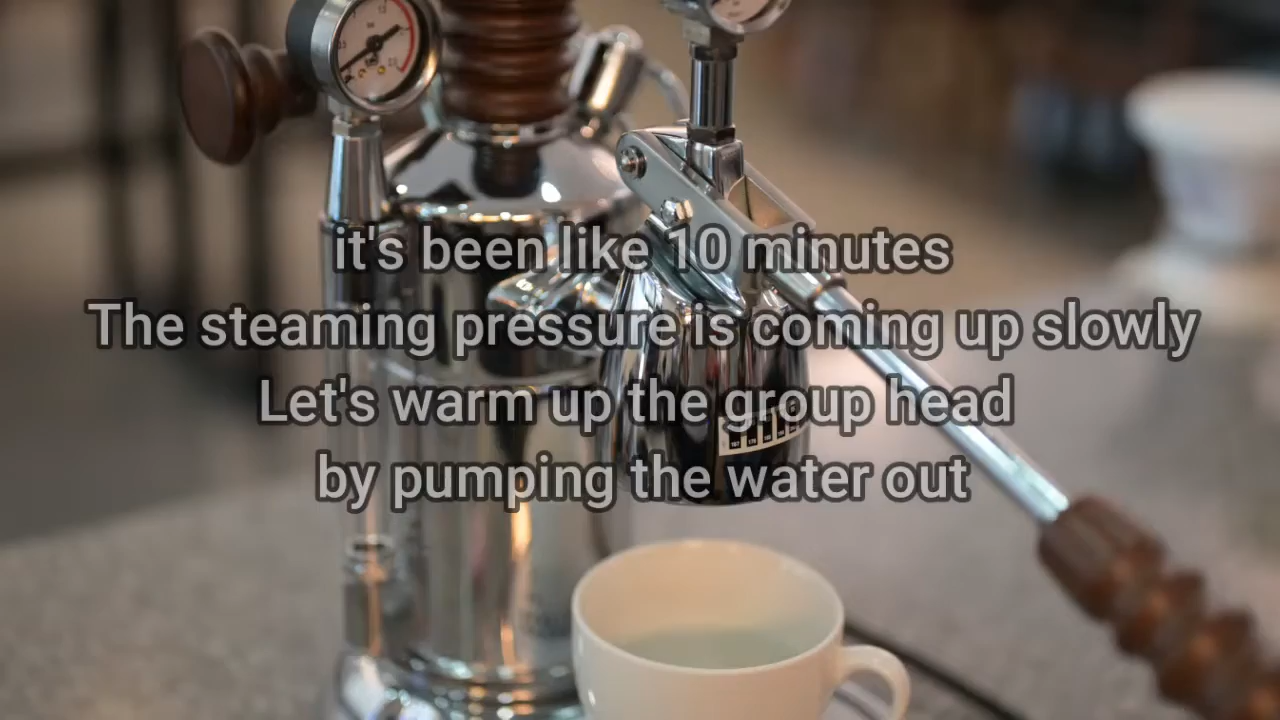 it's been like 10 minutes
The steaming pressure is coming up slowly
Let's warm up the group head
by pumping the water out